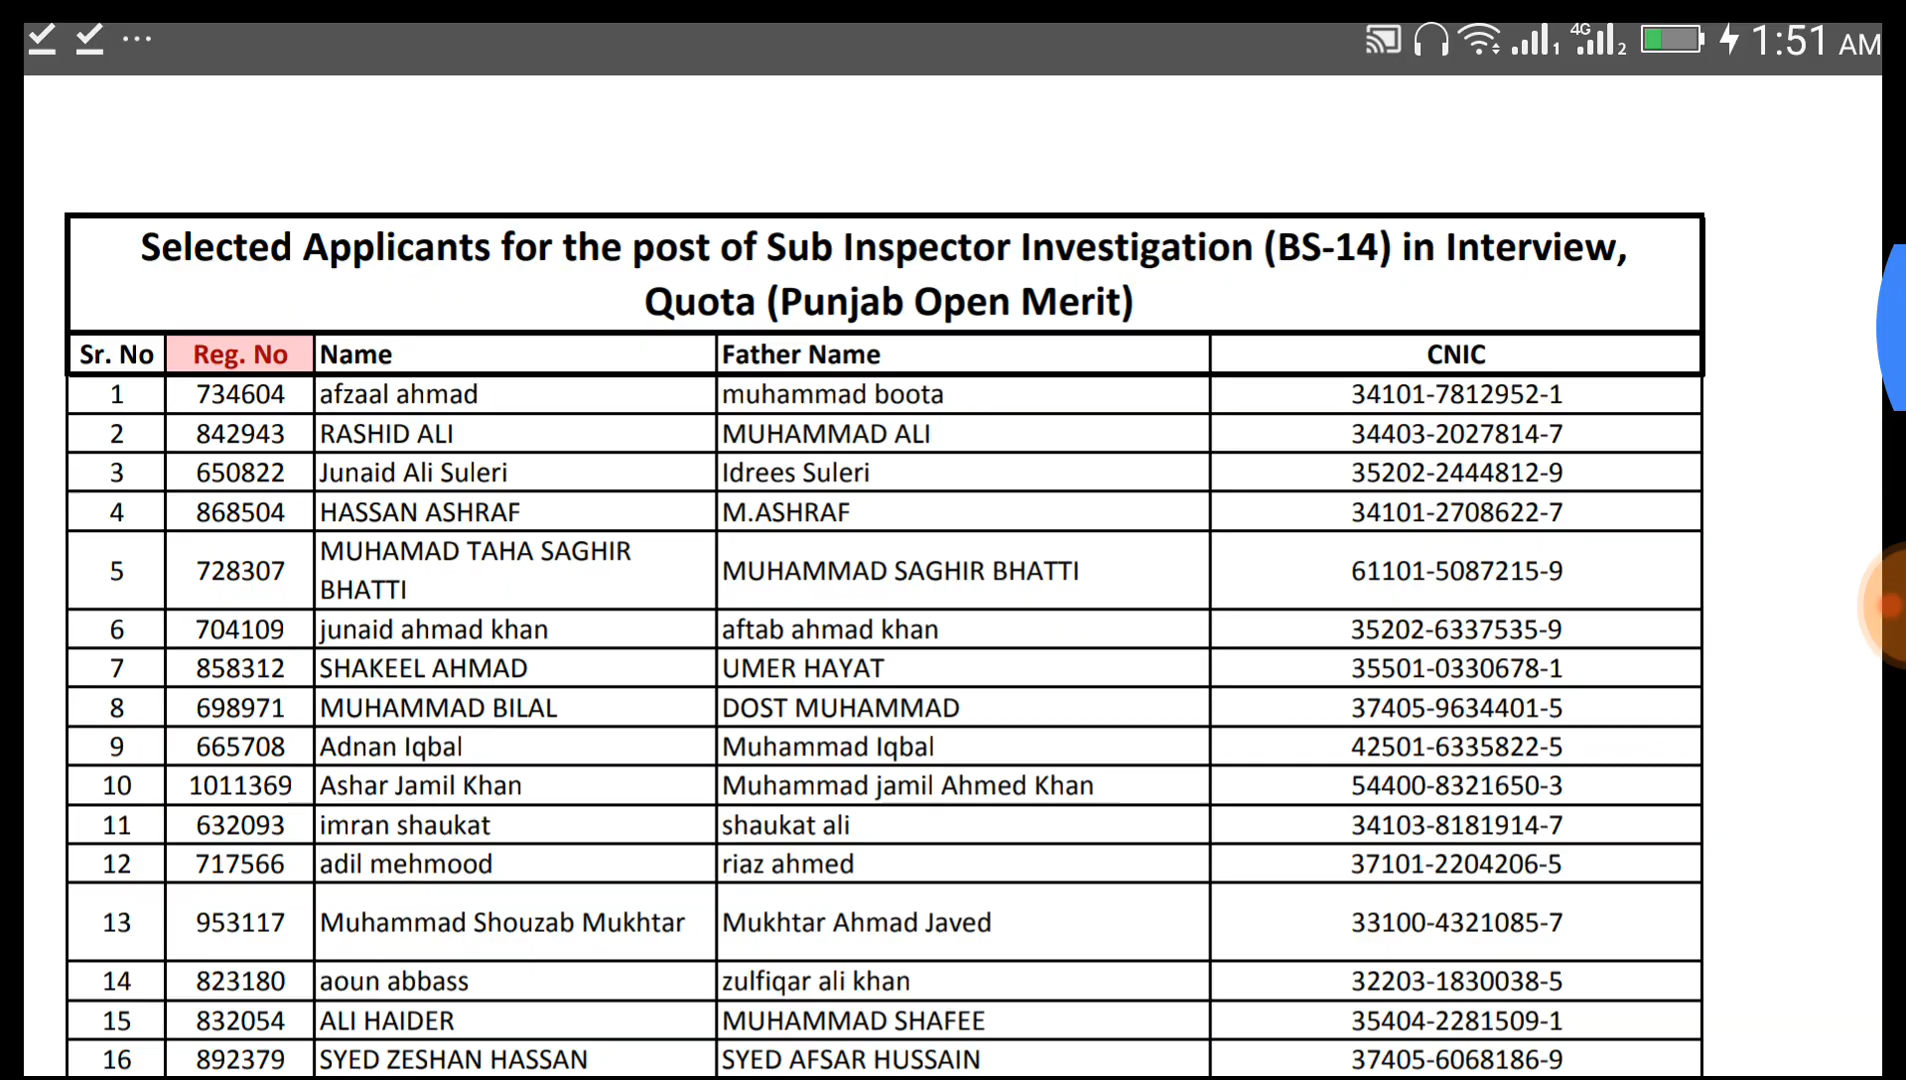 ... 1 4G 2 1:51 AM
Selected Applicants for the post of Sub Inspector Investigation (BS-14) in Interview,
Quota (Punjab Open Merit)
Sr. No Reg. No Name Father Name CNIC
1 734604 afzaal ahmad muhammad boota 34101-7812952-1
2 842943 RASHID ALI MUHAMMAD ALI 34403-2027814-7
3 650822 Junaid Ali Suleri Idrees Suleri 35202-2444812-9
4 868504 HASSAN ASHRAF M.ASHRAF 34101-2708622-7
5 728307 MUHAMAD TAHA SAGHIR
BHATTI MUHAMMAD SAGHIR BHATTI 61101-5087215-9
6 704109 junaid ahmad khan aftab ahmad khan 35202-6337535-9
7 858312 SHAKEEL AHMAD UMER HAYAT 35501-0330678-1
8 698971 MUHAMMAD BILAL DOST MUHAMMAD 37405-9634401-5
9 665708 Adnan Iqbal Muhammad Iqbal 42501-6335822-5
10 1011369 Ashar Jamil Khan Muhammad jamil Ahmed Khan 54400-8321650-3
11 632093 imran shaukat shaukat ali 34103-8181914-7
12 717566 adil mehmood riaz ahmed 37101-2204206-5
13 953117 Muhammad Shouzab Mukhtar Mukhtar Ahmad Javed 33100-4321085-7
14 823180 aoun abbass zulfiqar ali khan 32203-1830038-5
15 832054 ALI HAIDER MUHAMMAD SHAFEE 35404-2281509-1
16 892379 SYED ZESHAN HASSAN SYED AFSAR HUSSAIN 37405-6068186-9